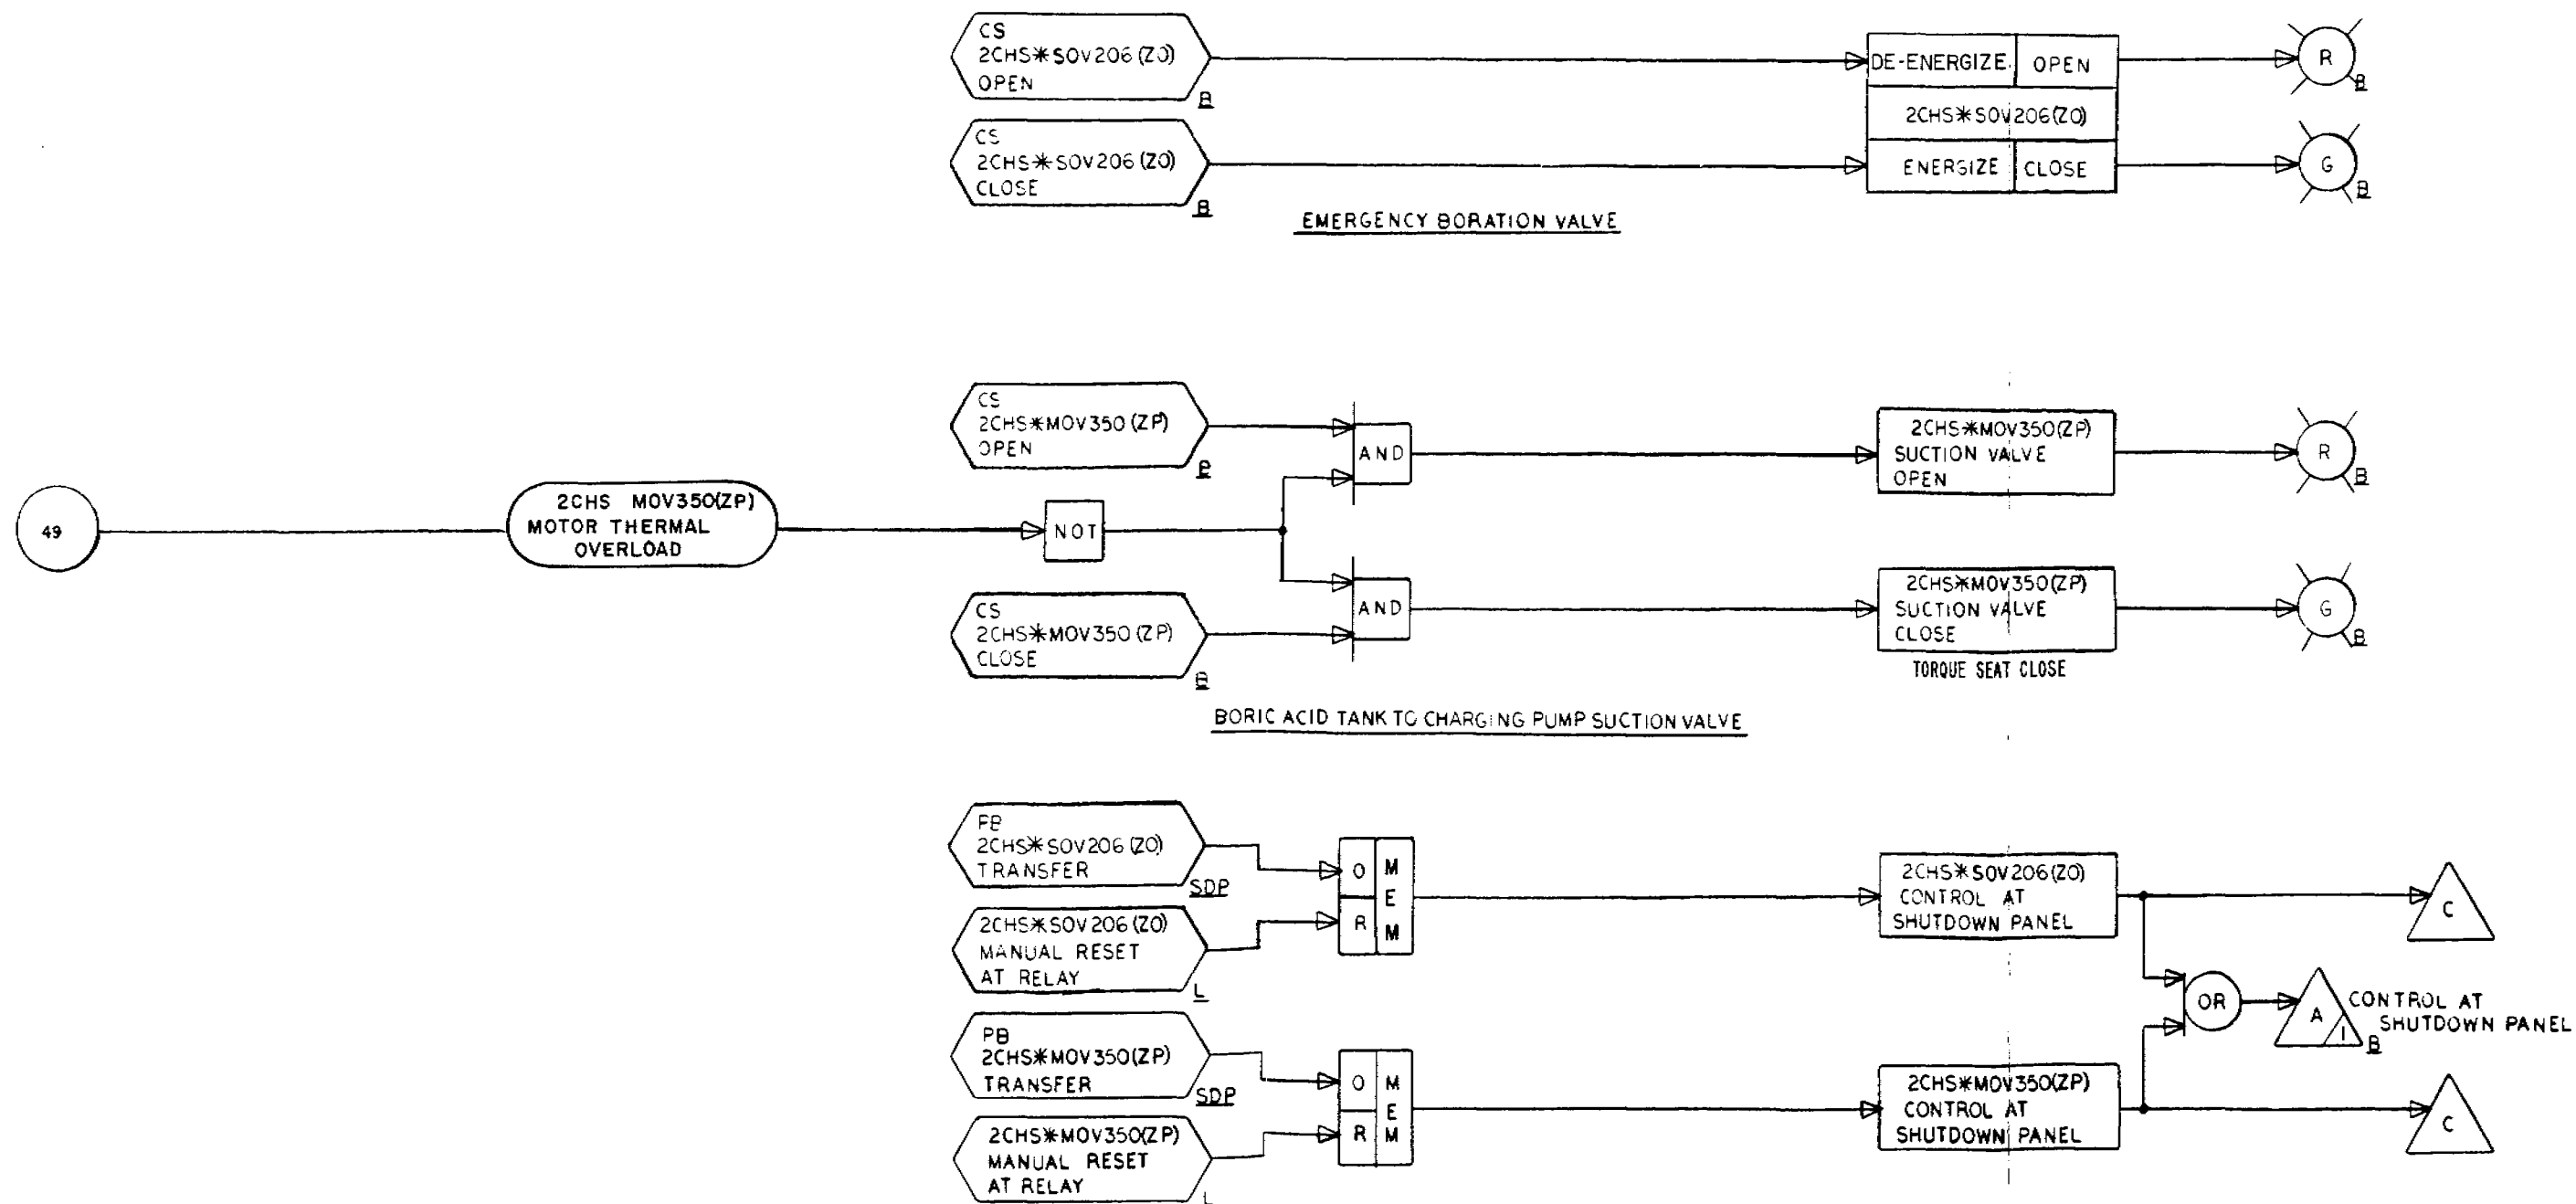 CS
2CHS*SOV206(ZO)
OPEN
B
DE-ENERGIZE OPEN
R
B
2CHS*SOV206(ZO)
CS
2CHS*SOV206(ZO)
CLOSE
B
ENERGIZE CLOSE
G
B
EMERGENCY BORATION VALVE
CS
2CHS*MOV350(ZP)
OPEN
B
AND
2CHS*MOV350(ZP)
SUCTION VALVE
OPEN
R
B
49
2CHS MOV350(ZP)
MOTOR THERMAL
OVERLOAD
NOT
CS
2CHS*MOV350(ZP)
CLOSE
B
AND
2CHS*MOV350(ZP)
SUCTION VALVE
CLOSE
TORQUE SEAT CLOSE
G
B
BORIC ACID TANK TO CHARGING PUMP SUCTION VALVE
PB
2CHS*SOV206(ZO)
TRANSFER
SDP
2CHS*SOV206(ZO)
MANUAL RESET
AT RELAY
L
O
R
MEM
2CHS*SOV206(ZO)
CONTROL AT
SHUTDOWN PANEL
C
OR
A
1
B
CONTROL AT
SHUTDOWN PANEL
PB
2CHS*MOV350(ZP)
TRANSFER
SDP
2CHS*MOV350(ZP)
MANUAL RESET
AT RELAY
L
O
R
MEM
2CHS*MOV350(ZP)
CONTROL AT
SHUTDOWN PANEL
C